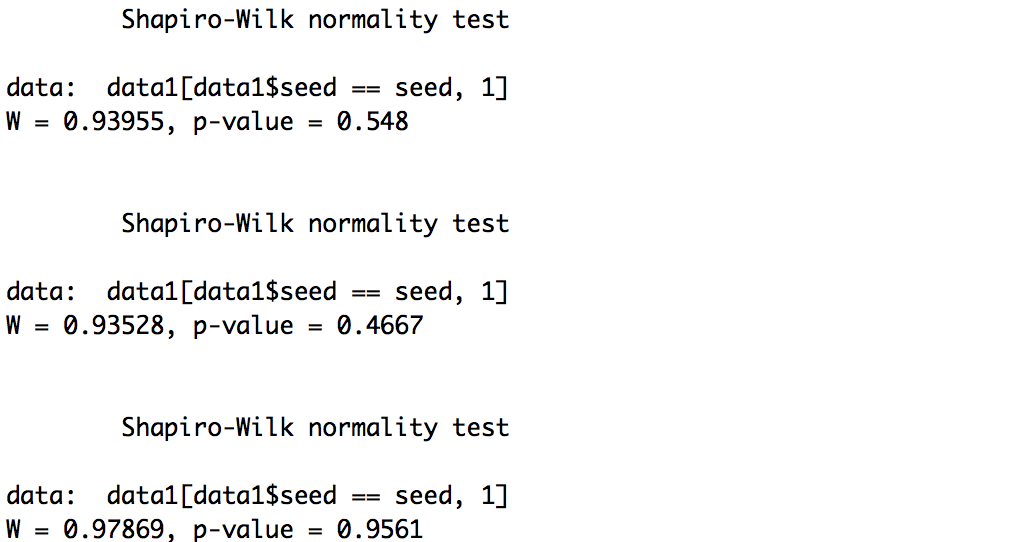 Shapiro-Wilk normality test
data: data1[data1$seed == seed, 1]
W = 0.93955, p-value = 0.548
Shapiro-Wilk normality test
data: data1[data1$seed == seed, 1]
W = 0.93528, p-value = 0.4667
Shapiro-Wilk normality test
data: data1[data1$seed == seed, 1]
W = 0.97869, p-value = 0.9561